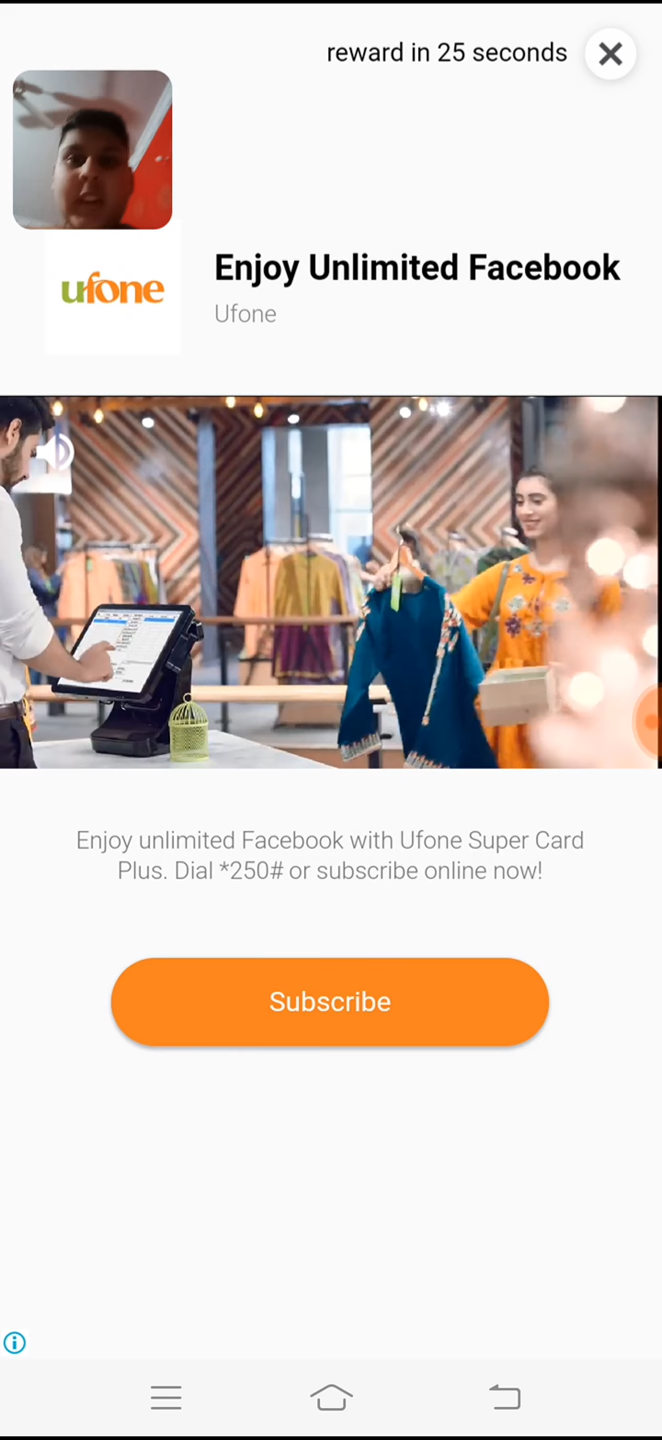 reward in 25 seconds
ufone
Enjoy Unlimited Facebook
Ufone
Enjoy unlimited Facebook with Ufone Super Card
Plus. Dial *250# or subscribe online now!
Subscribe